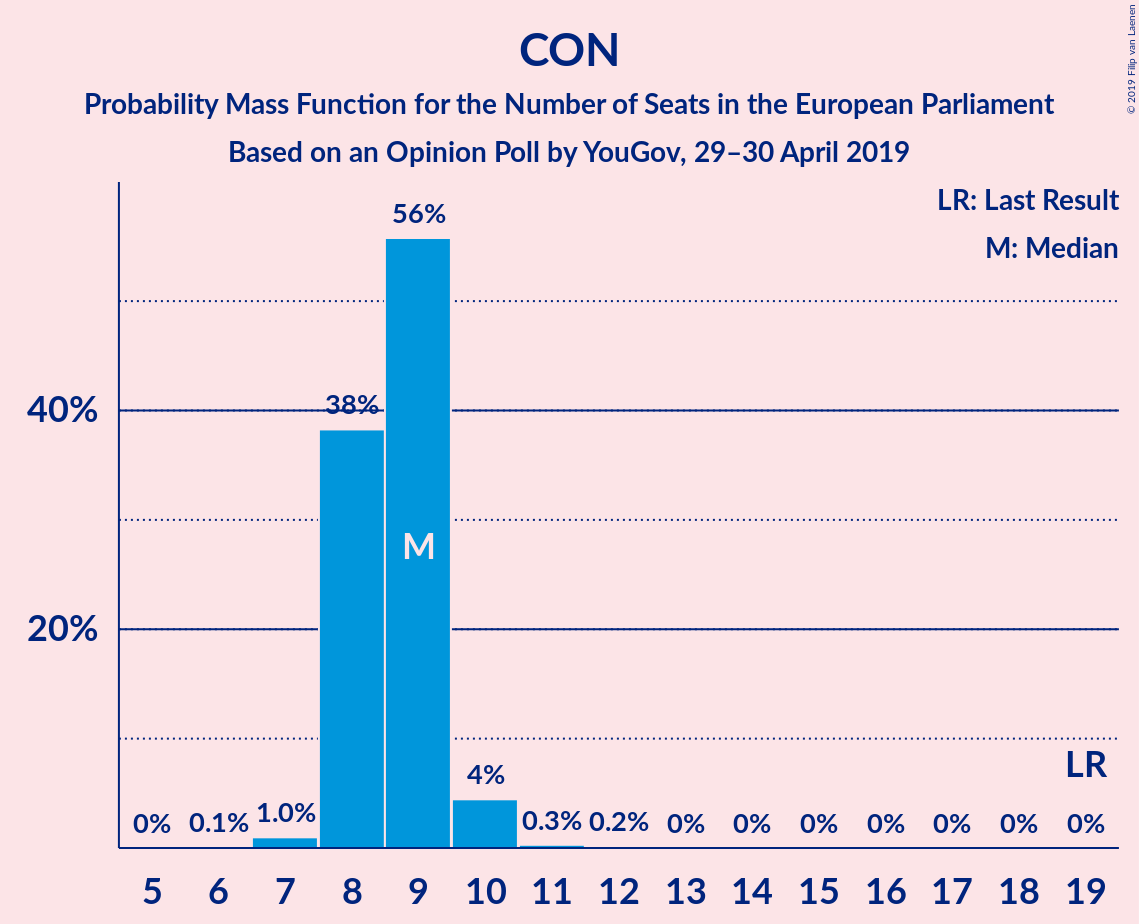 CON
Probability Mass Function for the Number of Seats in the European Parliament
Based on an Opinion Poll by YouGov, 29–30 April 2019
© 2019 Filip van Laenen
LR: Last Result
M: Median
56%
40%
38%
M
20%
LR
4%
0% 0.1% 1.0% 0.3% 0.2% 0% 0% 0% 0% 0% 0% 0%
5 6 7 8 9 10 11 12 13 14 15 16 17 18 19